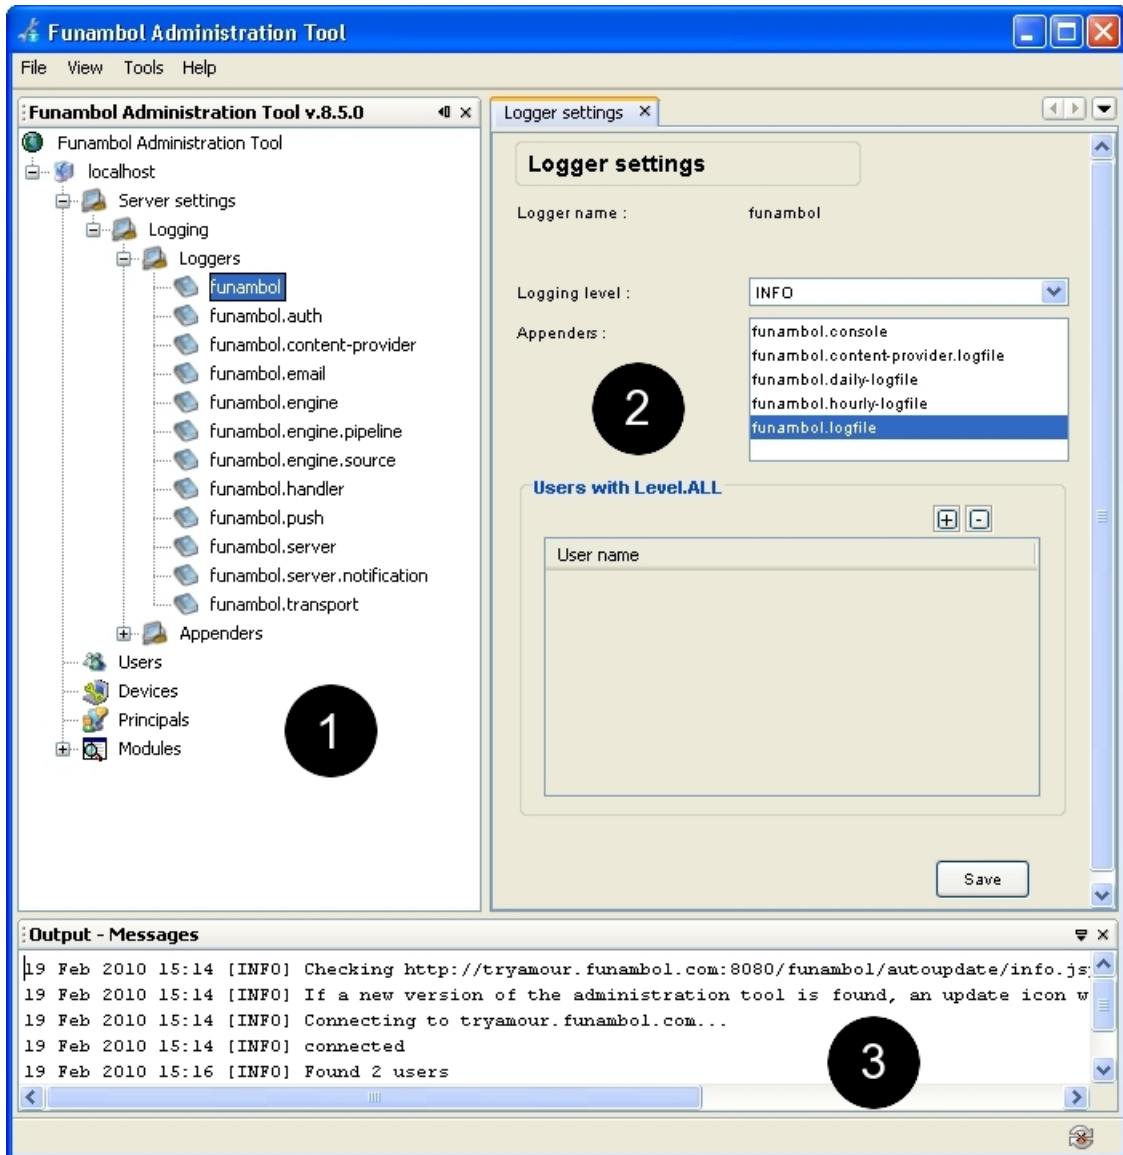 Funambol Administration Tool
File View Tools Help
Funambol Administration Tool v.8.5.0
Funambol Administration Tool
localhost
Server settings
Logging
Loggers
funambol
funambol.auth
funambol.content-provider
funambol.email
funambol.engine
funambol.engine.pipeline
funambol.engine.source
funambol.handler
funambol.push
funambol.server
funambol.server.notification
funambol.transport
Appenders
Users
Devices
Principals
Modules
1
Logger settings
Logger settings
Logger name : funambol
Logging level : INFO
Appenders :
funambol.console
funambol.content-provider.logfile
funambol.daily-logfile
funambol.hourly-logfile
funambol.logfile
2
Users with Level.ALL
User name
Save
Output - Messages
19 Feb 2010 15:14 [INFO] Checking http://tryamour.funambol.com:8080/funambol/autoupdate/info.js
19 Feb 2010 15:14 [INFO] If a new version of the administration tool is found, an update icon w
19 Feb 2010 15:14 [INFO] Connecting to tryamour.funambol.com...
19 Feb 2010 15:14 [INFO] connected
19 Feb 2010 15:16 [INFO] Found 2 users
3